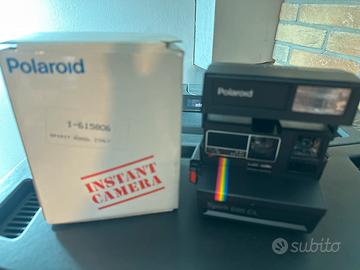 Polaroid
1-615806
INSTANT
CAMERA
Polaroid
subito